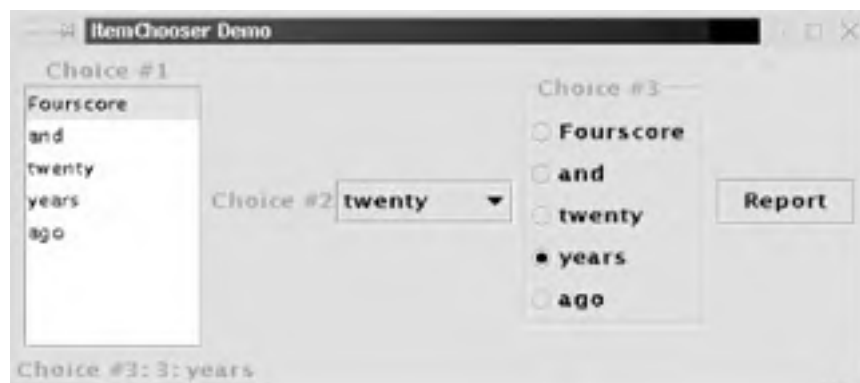 ItemChooser Demo
Choice #1
Fourscore
and
twenty
years
ago
Choice #2
twenty
Choice #3
Fourscore
and
twenty
years
ago
Report
Choice #3: 3: years